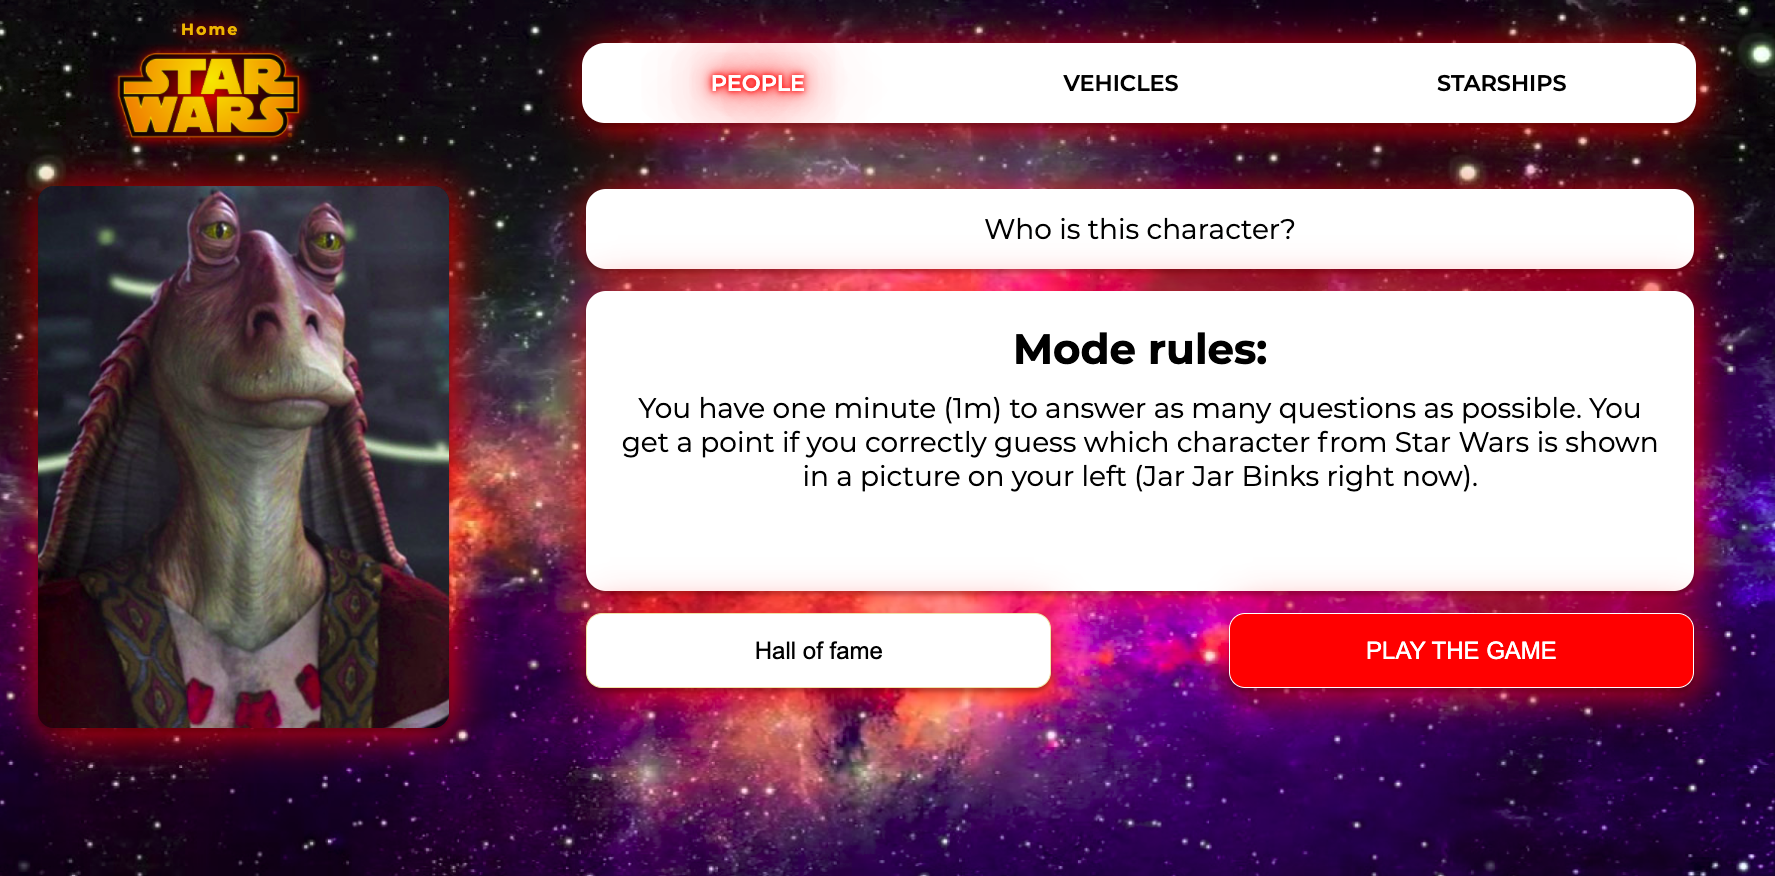 Home
STAR
WARS
PEOPLE
VEHICLES
STARSHIPS
Who is this character?
Mode rules:
You have one minute (1m) to answer as many questions as possible. You
get a point if you correctly guess which character from Star Wars is shown
in a picture on your left (Jar Jar Binks right now).
Hall of fame
PLAY THE GAME